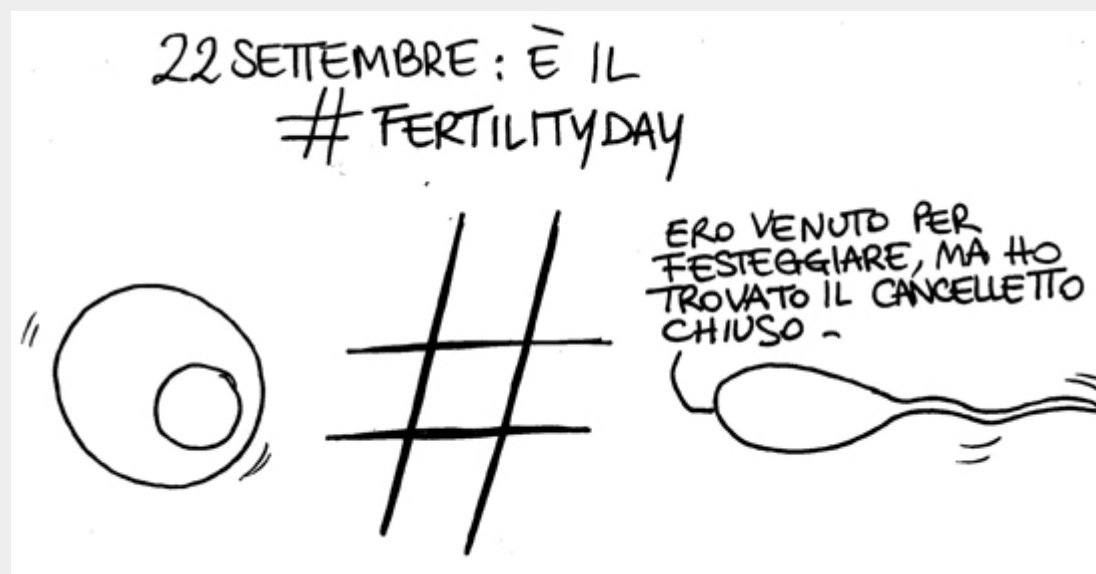 22 SETTEMBRE: È IL
# FERTILITYDAY
ERO VENUTO PER
FESTEGGIARE, MA HO
TROVATO IL CANCELLETTO
CHIUSO -